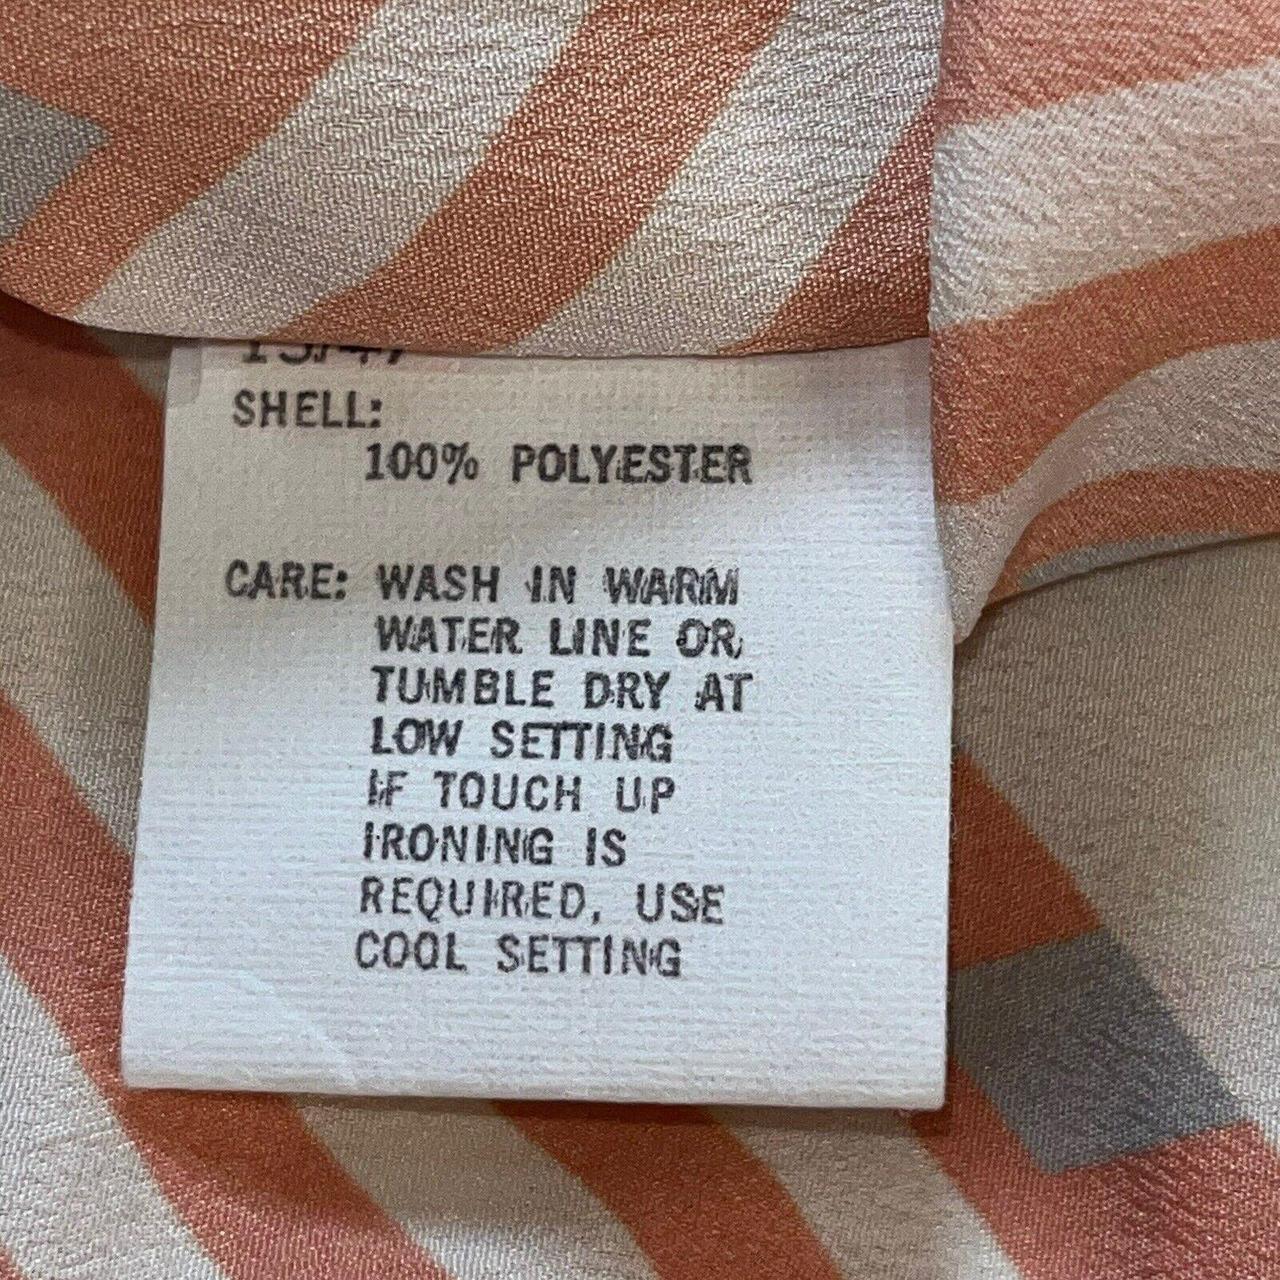 SHELL:
100% POLYESTER
CARE: WASH IN WARM
WATER LINE OR
TUMBLE DRY AT
LOW SETTING
IF TOUCH UP
IRONING IS
REQUIRED, USE
COOL SETTING